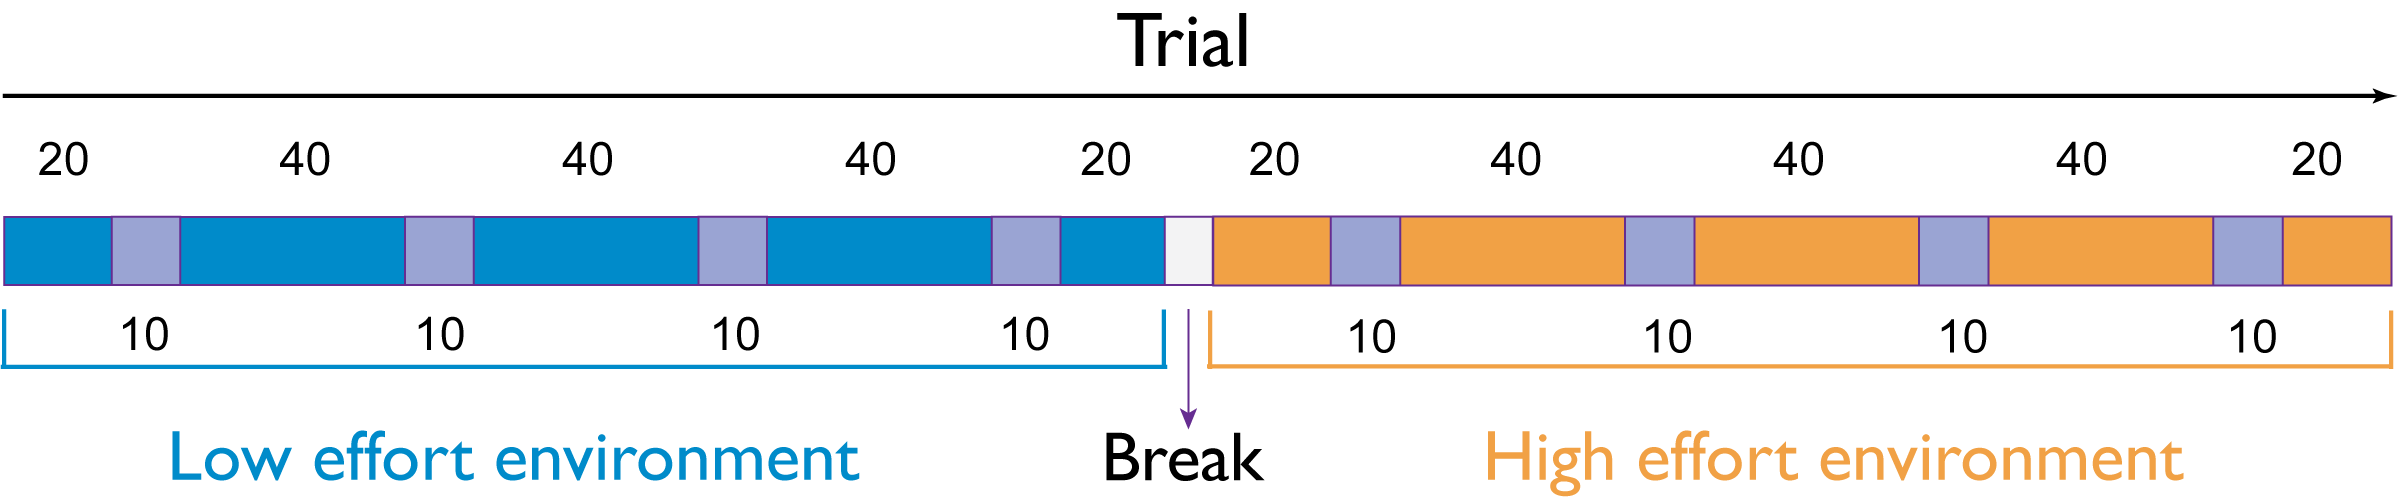 Trial
20 40 40 40 20 20 40 40 40 20
10 10 10 10 10 10 10 10
Low effort environment Break High effort environment